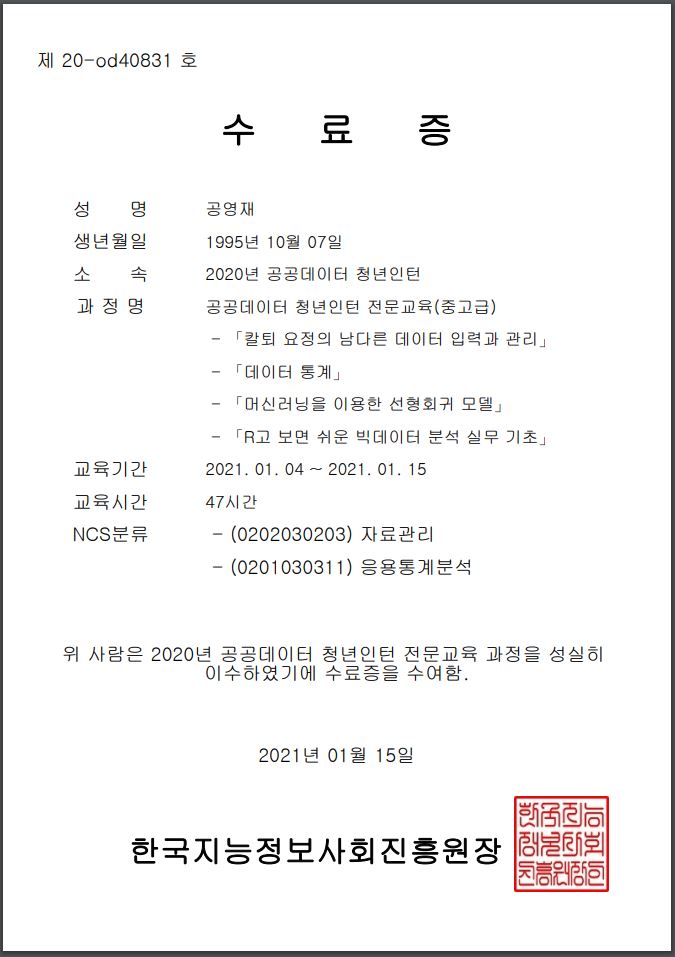 제 20-od40831 호
수 료 증
성 명 공영재
생년월일 1995년 10월 07일
소 속 2020년 공공데이터 청년인턴
과 정 명 공공데이터 청년인턴 전문교육(중고급)
- 「칼퇴 요정의 남다른 데이터 입력과 관리」
- 「데이터 통계」
- 「머신러닝을 이용한 선형회귀 모델」
- 「R고 보면 쉬운 빅데이터 분석 실무 기초」
교육기간 2021. 01. 04 ~ 2021. 01. 15
교육시간 47시간
NCS분류 - (0202030203) 자료관리
- (0201030311) 응용통계분석
위 사람은 2020년 공공데이터 청년인턴 전문교육 과정을 성실히
이수하였기에 수료증을 수여함.
2021년 01월 15일
한국지능정보사회진흥원장